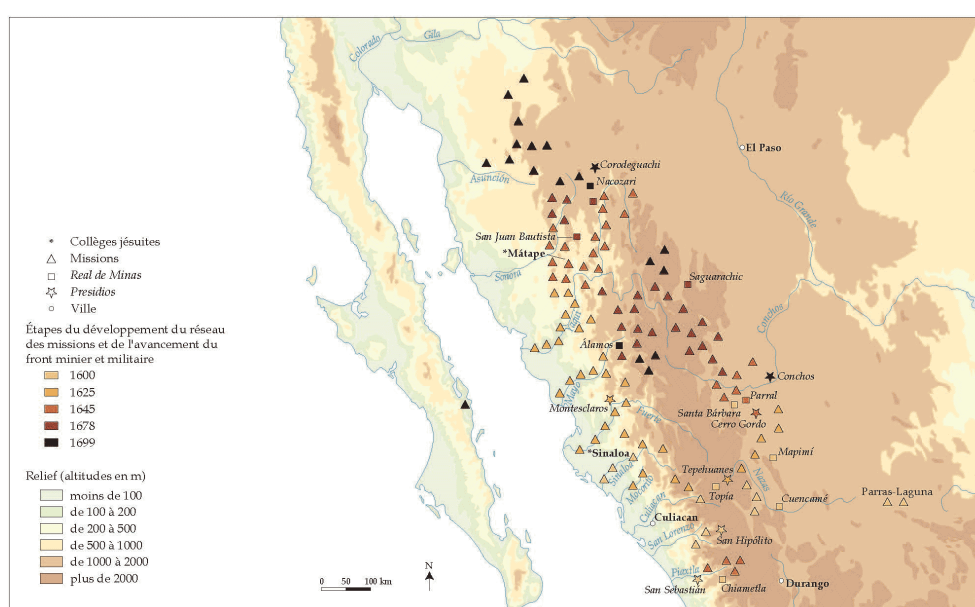 Colorado
Gila
El Paso
Corodeguachi
Asunción
Nacozari
Río Grande
San Juan Bautista
*Mátape
Sonora
Saguarachic
Conchos
Yaqui
Álamos
Conchos
Mayo
Montesclaros
Fuerte
Parral
Santa Bárbara
Cerro Gordo
*Sinaloa
Sinaloa
Mocorito
Mapimí
Tepehuanes
Nazas
Topía
Culiacan
Cuencamé
Parras-Laguna
Culiacan
San Lorenzo
San Hipólito
Piaxtla
San Sebastián
Chiametla
Durango
* Collèges jésuites
Missions
Real de Minas
Presidios
Ville
Étapes du développement du réseau
des missions et de l'avancement du
front minier et militaire
1600
1625
1645
1678
1699
Relief (altitudes en m)
moins de 100
de 100 à 200
de 200 à 500
de 500 à 1000
de 1000 à 2000
plus de 2000
0 50 100 km
N